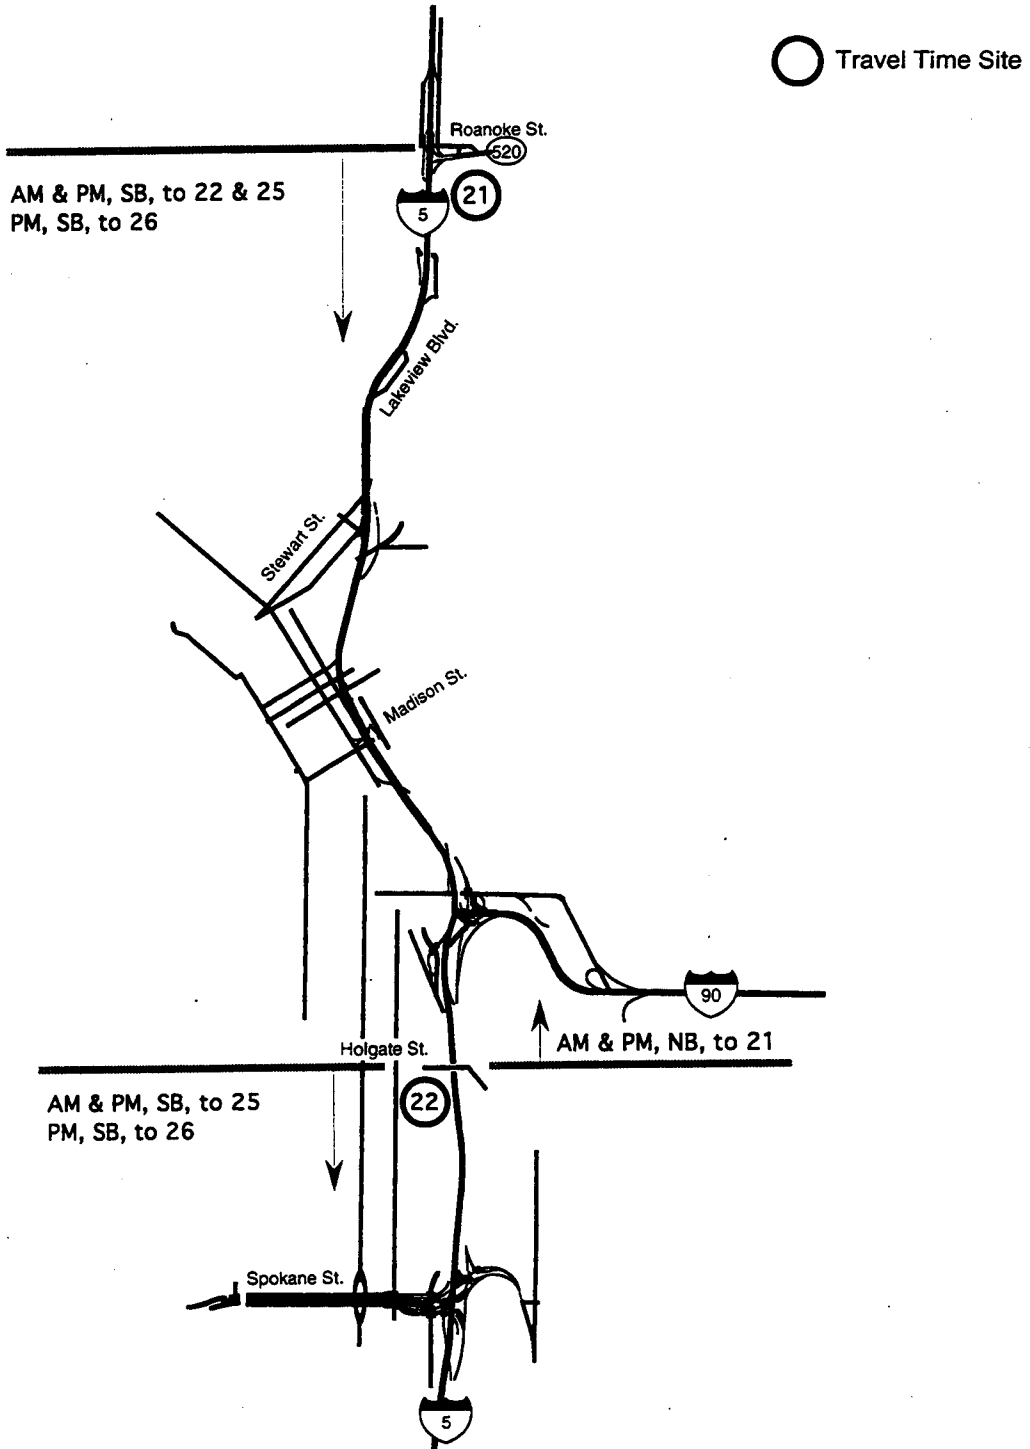 Travel Time Site
Roanoke St.
520
AM & PM, SB, to 22 & 25
PM, SB, to 26
21
5
Lakeview Blvd.
Stewart St.
Madison St.
90
AM & PM, NB, to 21
Holgate St.
AM & PM, SB, to 25
PM, SB, to 26
22
Spokane St.
5